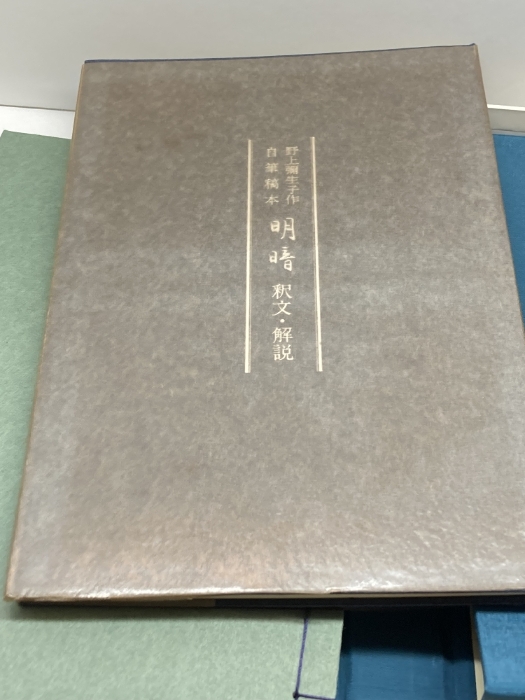 野上彌生子作
自筆稿本
明暗
釈文・解説